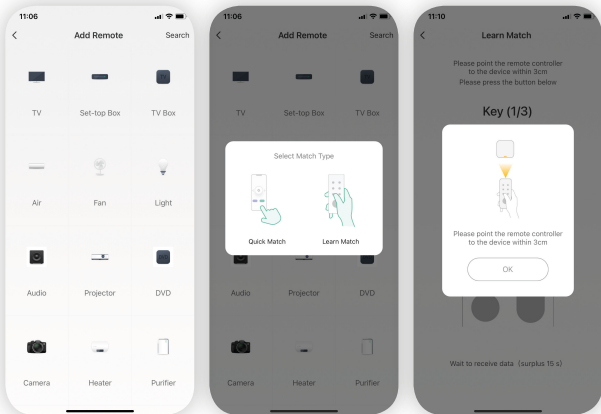 11:06
Add Remote
Search
TV
Set-top Box
TV Box
Air
Fan
Light
Audio
Projector
DVD
Camera
Heater
Purifier
11:06
Add Remote
Search
TV
Set-top Box
TV Box
Select Match Type
Quick Match
Learn Match
Audio
Projector
DVD
Camera
Heater
Purifier
11:10
Learn Match
Please point the remote controller
to the device within 3cm
Please press the button below
Key (1/3)
Please point the remote controller
to the device within 3cm
OK
Wait to receive data（surplus 15 s）